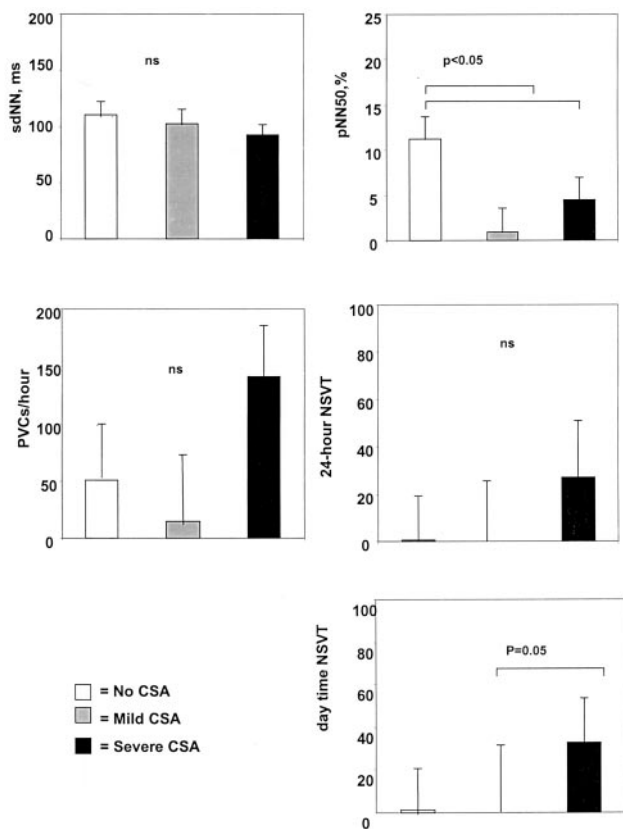 sdNN, ms
200
150
100
50
0
ns
pNN50,%
25
20
15
10
5
0
p<0.05
PVCs/hour
200
150
100
50
0
ns
24-hour NSVT
100
80
60
40
20
0
ns
day time NSVT
100
80
60
40
20
0
P=0.05
= No CSA
= Mild CSA
= Severe CSA